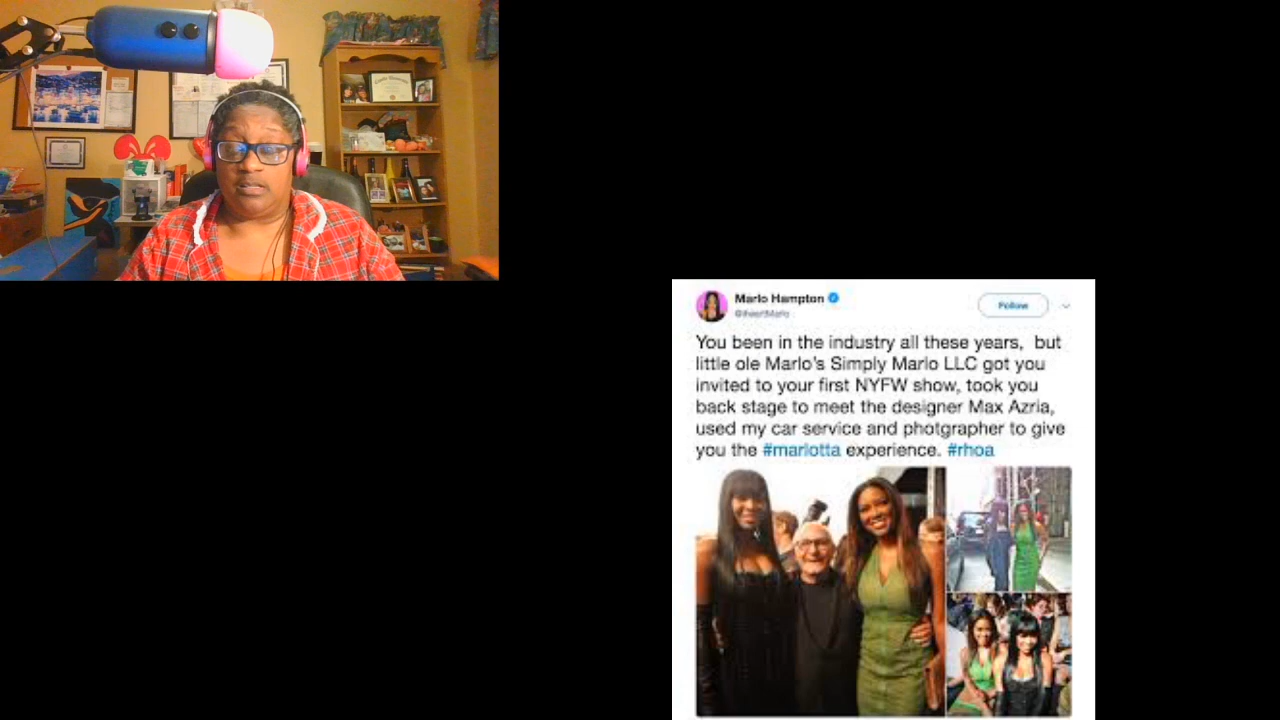 Marlo Hampton
@iheartMarlo
Follow
You been in the industry all these years, but
little ole Marlo's Simply Marlo LLC got you
invited to your first NYFW show, took you
back stage to meet the designer Max Azria,
used my car service and photgrapher to give
you the #marlotta experience. #rhoa